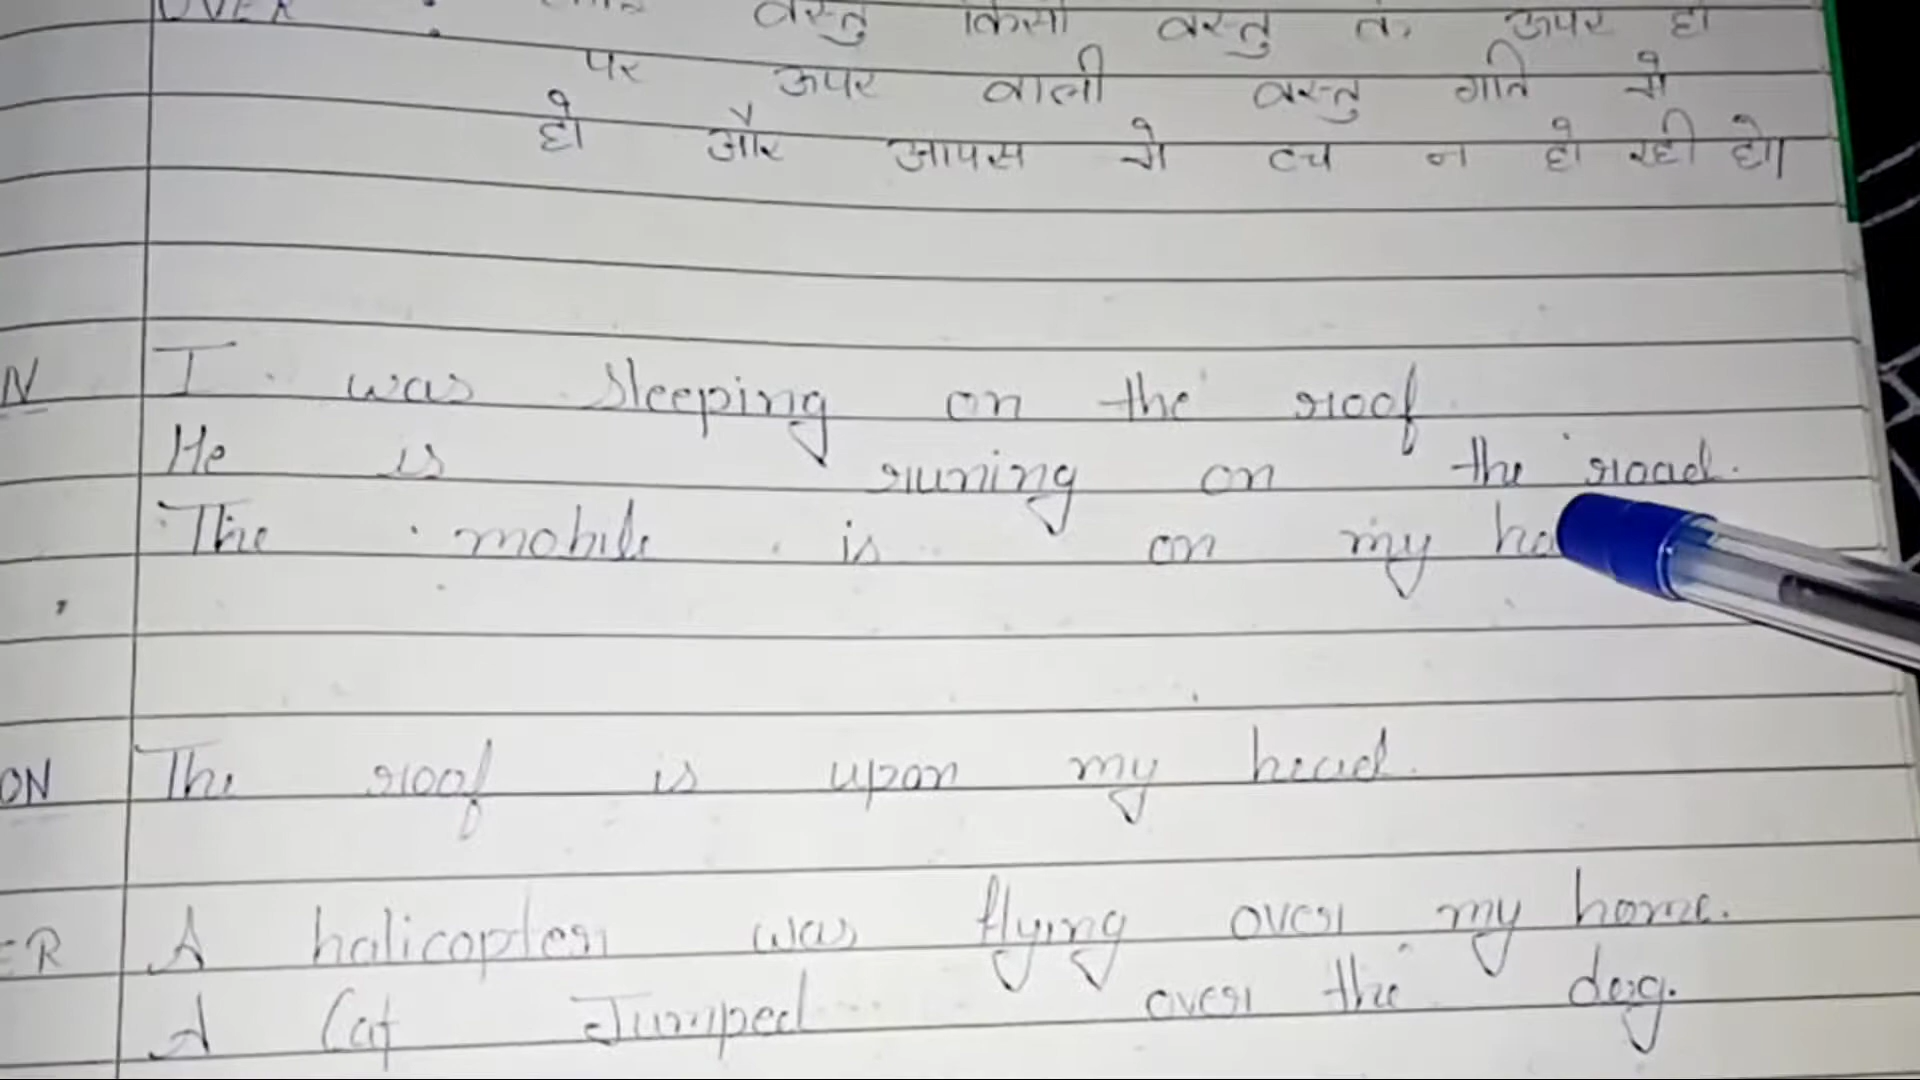 OVER : वस्तु किसी वस्तु के ऊपर हो
पर ऊपर वाली वस्तु गति में
हो और आपस में टच न हो रही हो।
N I was sleeping on the roof.
He is runing on the road.
The mobile is on my
ON The roof is upon my head.
ER A halicopter was flying over my home.
A Cat Jumped over the dog.